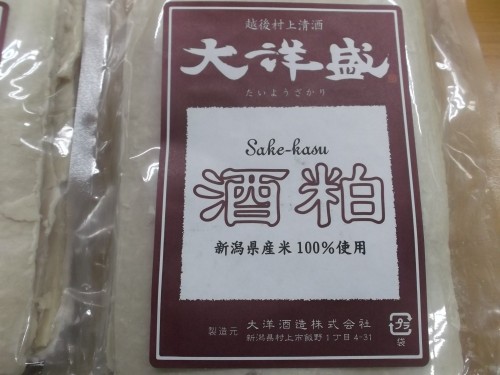 越後村上清酒
大洋盛
だいようざかり
Sake-kasu
酒粕
新潟県産米100%使用
製造元 大洋酒造株式会社
新潟県村上市飯野1丁目4-31
プラ
袋